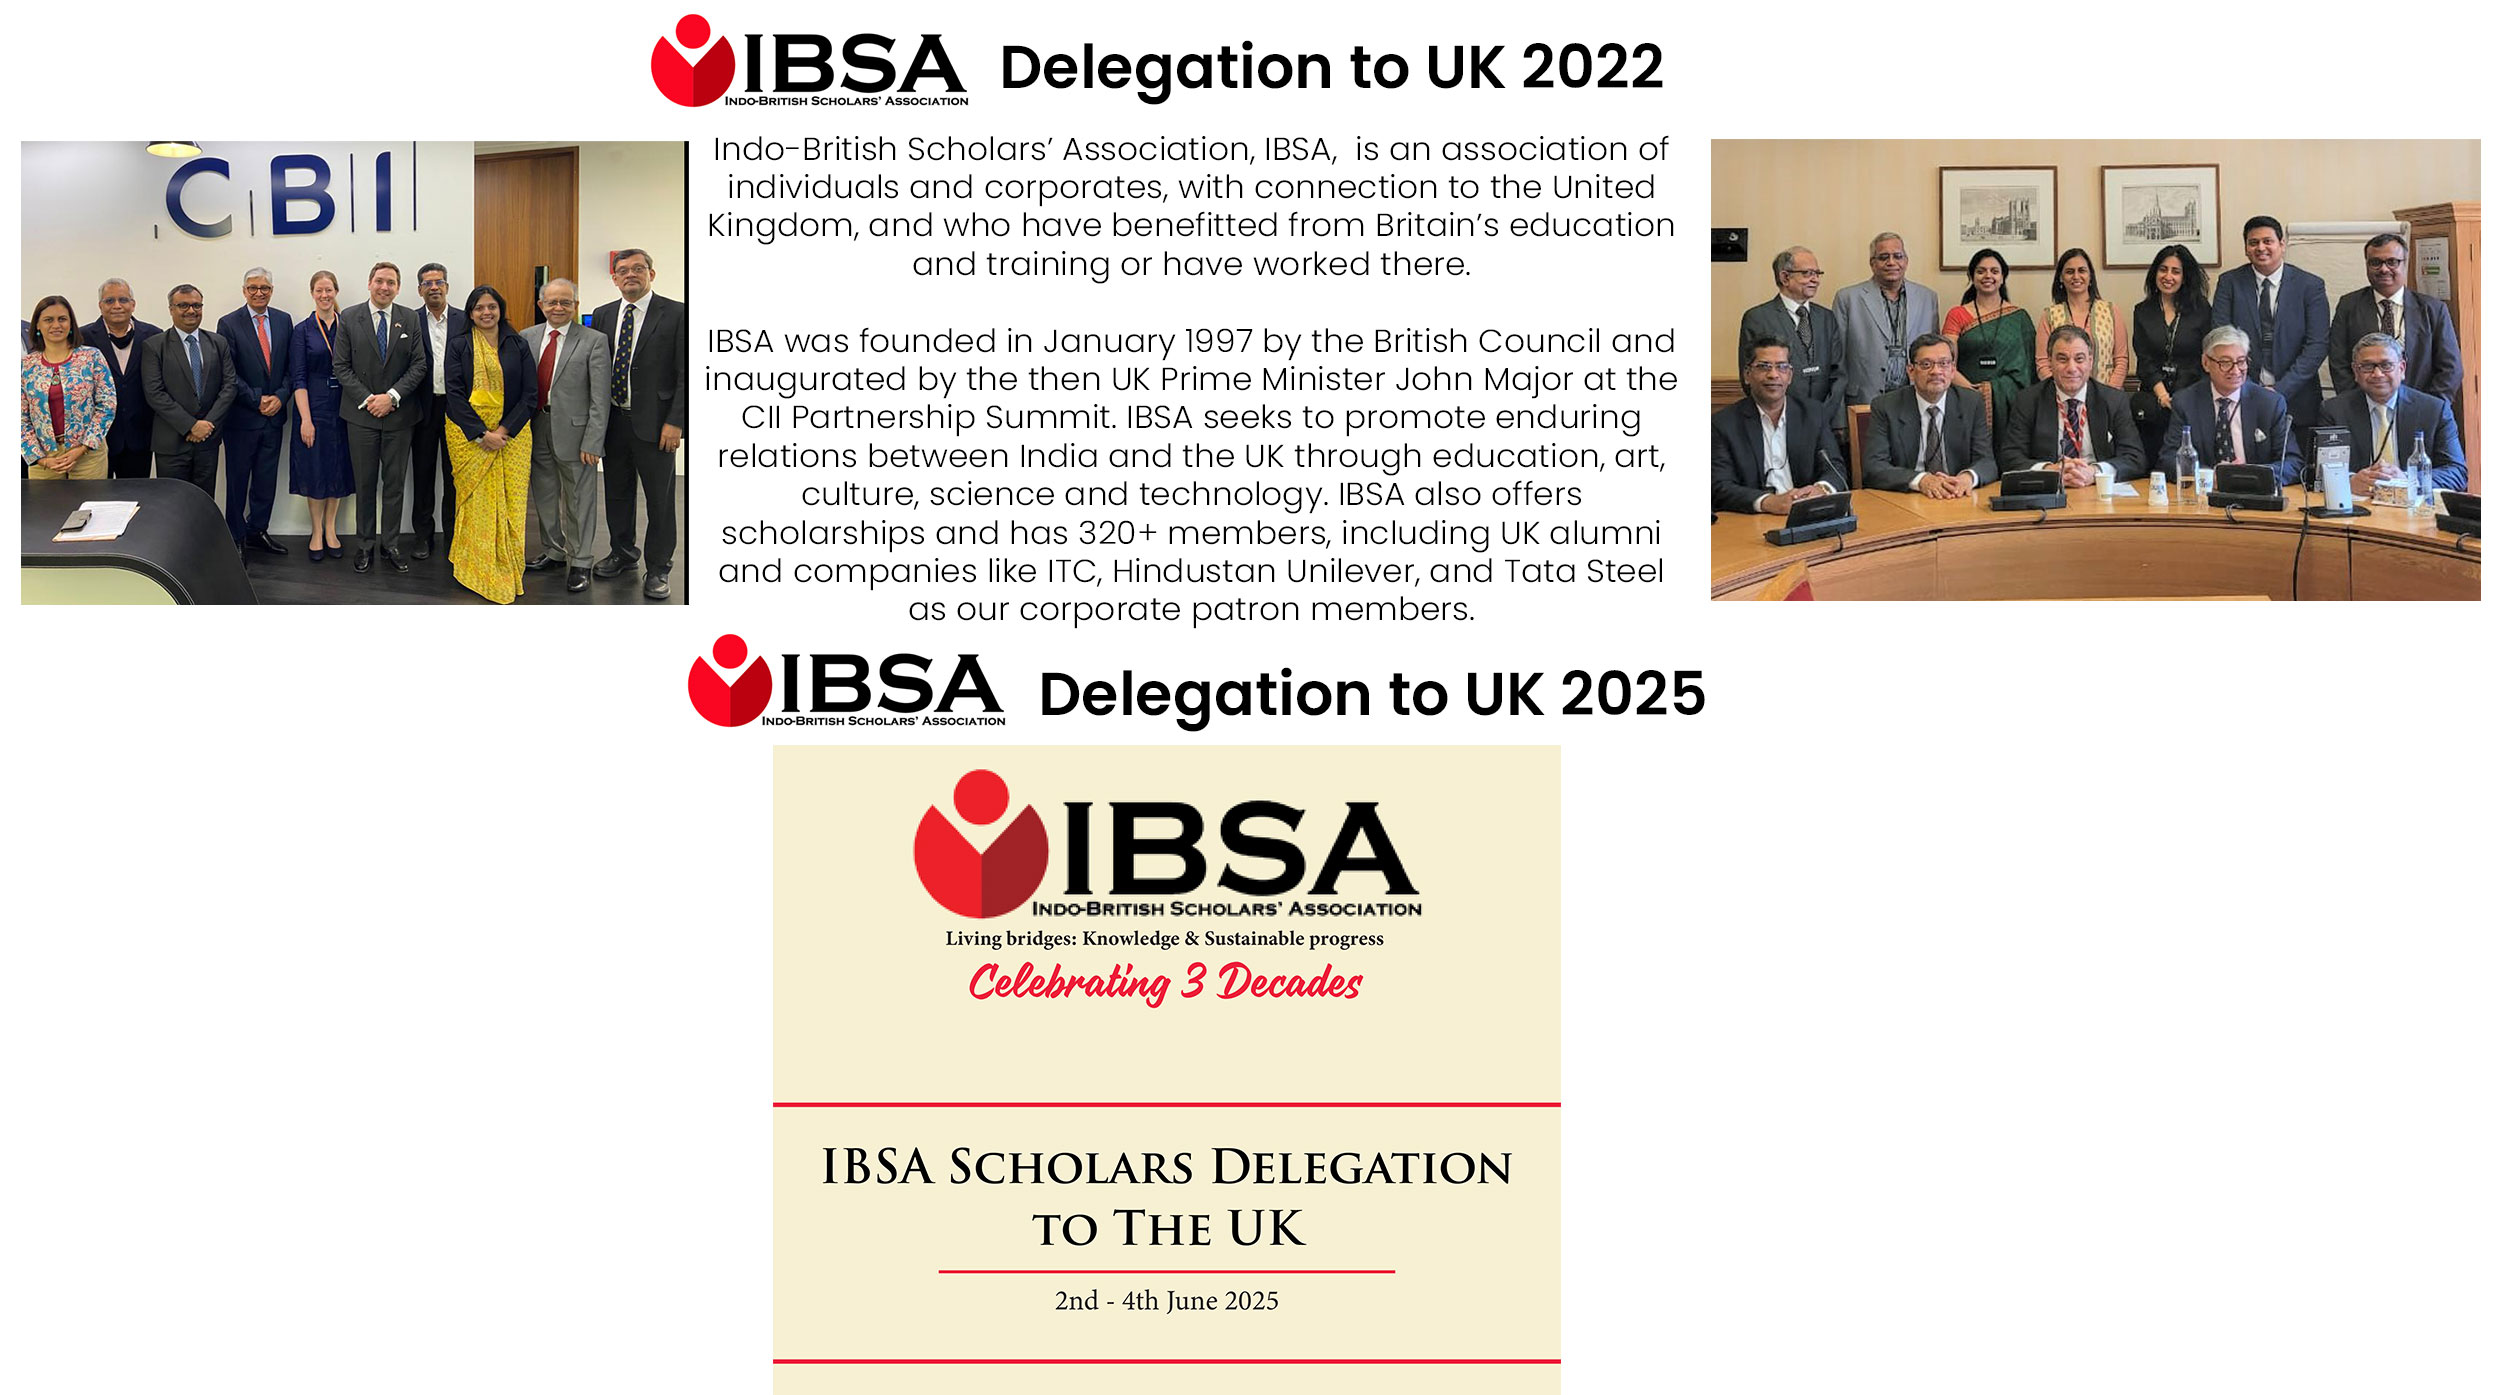 IBSA
INDO-BRITISH SCHOLARS' ASSOCIATION
Delegation to UK 2022
CBI
Indo-British Scholars’ Association, IBSA,  is an association of
individuals and corporates, with connection to the United
Kingdom, and who have benefitted from Britain’s education
and training or have worked there.
IBSA was founded in January 1997 by the British Council and
inaugurated by the then UK Prime Minister John Major at the
CII Partnership Summit. IBSA seeks to promote enduring
relations between India and the UK through education, art,
culture, science and technology. IBSA also offers
scholarships and has 320+ members, including UK alumni
and companies like ITC, Hindustan Unilever, and Tata Steel
as our corporate patron members.
IBSA
INDO-BRITISH SCHOLARS' ASSOCIATION
Delegation to UK 2025
IBSA
INDO-BRITISH SCHOLARS' ASSOCIATION
Living bridges: Knowledge & Sustainable progress
Celebrating 3 Decades
IBSA SCHOLARS DELEGATION
TO THE UK
2nd - 4th June 2025